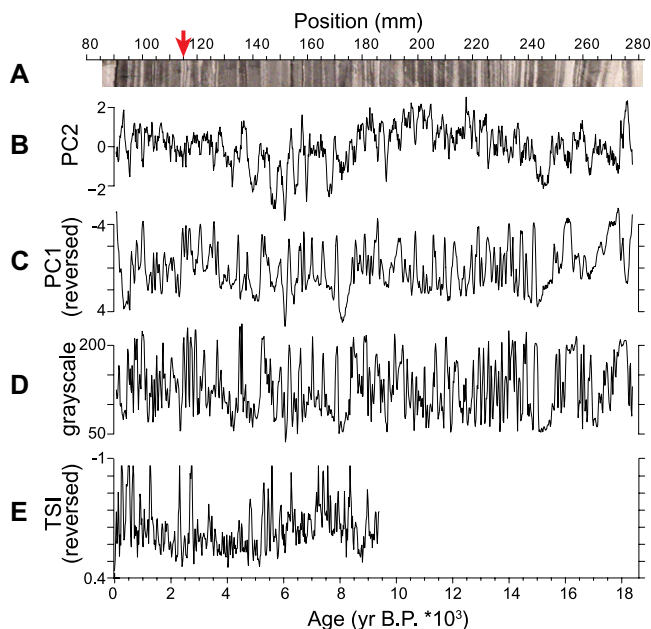 Position (mm)
80 100 120 140 160 180 200 220 240 260 280
A
B
PC2
2
0
−2
C
PC1
(reversed)
-4
4
D
grayscale
200
50
E
TSI
(reversed)
-1
0.4
0 2 4 6 8 10 12 14 16 18
Age (yr B.P. *10³)